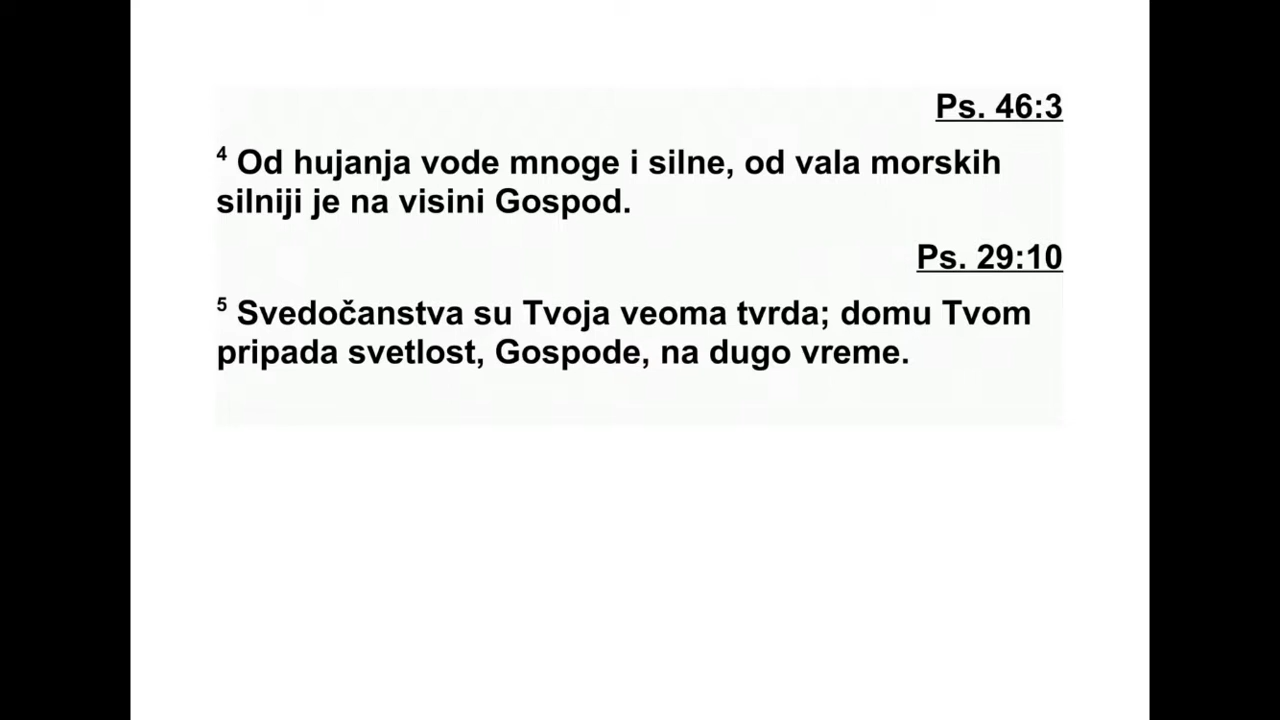 Ps. 46:3
4 Od hujanja vode mnoge i silne, od vala morskih
silniji je na visini Gospod.
Ps. 29:10
5 Svedočanstva su Tvoja veoma tvrda; domu Tvom
pripada svetlost, Gospode, na dugo vreme.